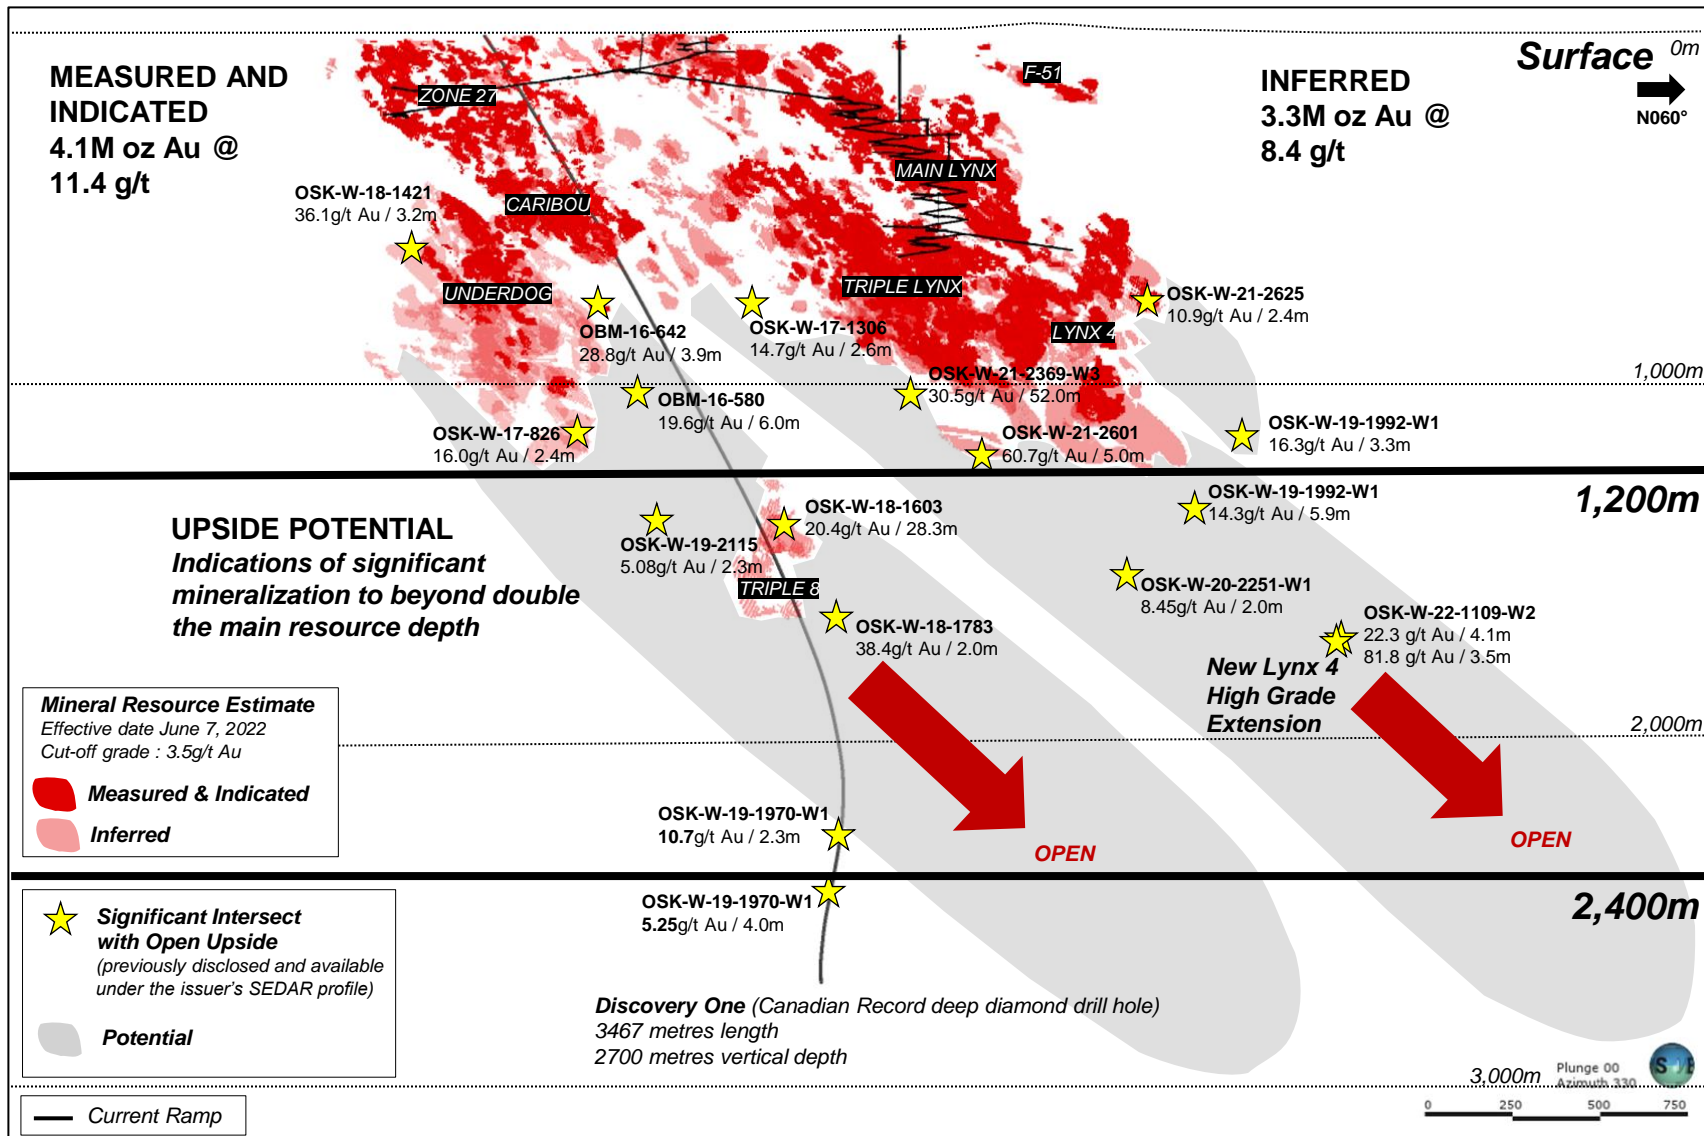 Surface 0m
N060°
MEASURED AND
INDICATED
4.1M oz Au @
11.4 g/t
INFERRED
3.3M oz Au @
8.4 g/t
ZONE 27
F-51
MAIN LYNX
CARIBOU
OSK-W-18-1421
36.1g/t Au / 3.2m
UNDERDOG
TRIPLE LYNX
LYNX 4
OSK-W-21-2625
10.9g/t Au / 2.4m
OBM-16-642
28.8g/t Au / 3.9m
OSK-W-17-1306
14.7g/t Au / 2.6m
1,000m
OSK-W-21-2369-W3
30.5g/t Au / 52.0m
OBM-16-580
19.6g/t Au / 6.0m
OSK-W-17-826
16.0g/t Au / 2.4m
OSK-W-21-2601
60.7g/t Au / 5.0m
OSK-W-19-1992-W1
16.3g/t Au / 3.3m
1,200m
UPSIDE POTENTIAL
Indications of significant
mineralization to beyond double
the main resource depth
OSK-W-19-2115
5.08g/t Au / 2.3m
OSK-W-18-1603
20.4g/t Au / 28.3m
TRIPLE 8
OSK-W-19-1992-W1
14.3g/t Au / 5.9m
OSK-W-20-2251-W1
8.45g/t Au / 2.0m
OSK-W-18-1783
38.4g/t Au / 2.0m
OSK-W-22-1109-W2
22.3 g/t Au / 4.1m
81.8 g/t Au / 3.5m
New Lynx 4
High Grade
Extension
2,000m
Mineral Resource Estimate
Effective date June 7, 2022
Cut-off grade : 3.5g/t Au
Measured & Indicated
Inferred
OSK-W-19-1970-W1
10.7g/t Au / 2.3m
OPEN
OPEN
OSK-W-19-1970-W1
5.25g/t Au / 4.0m
2,400m
Significant Intersect
with Open Upside
(previously disclosed and available
under the issuer's SEDAR profile)
Potential
Discovery One (Canadian Record deep diamond drill hole)
3467 metres length
2700 metres vertical depth
3,000m
Plunge 00
Azimuth 330
0 250 500 750
Current Ramp